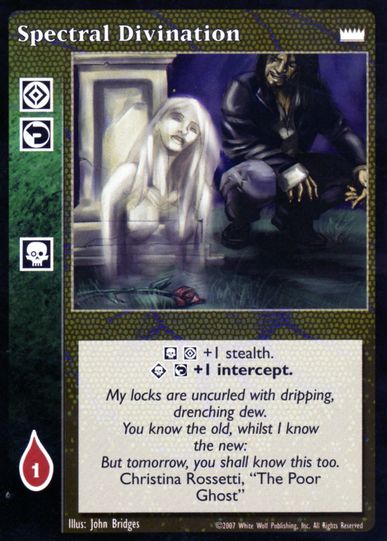 Spectral Divination
+1 stealth.
+1 intercept.
My locks are uncurled with dripping,
drenching dew.
You know the old, whilst I know
the new:
But tomorrow, you shall know this too.
Christina Rossetti, “The Poor
Ghost”
1
Illus: John Bridges
©2007 White Wolf Publishing, Inc. All Rights Reserved